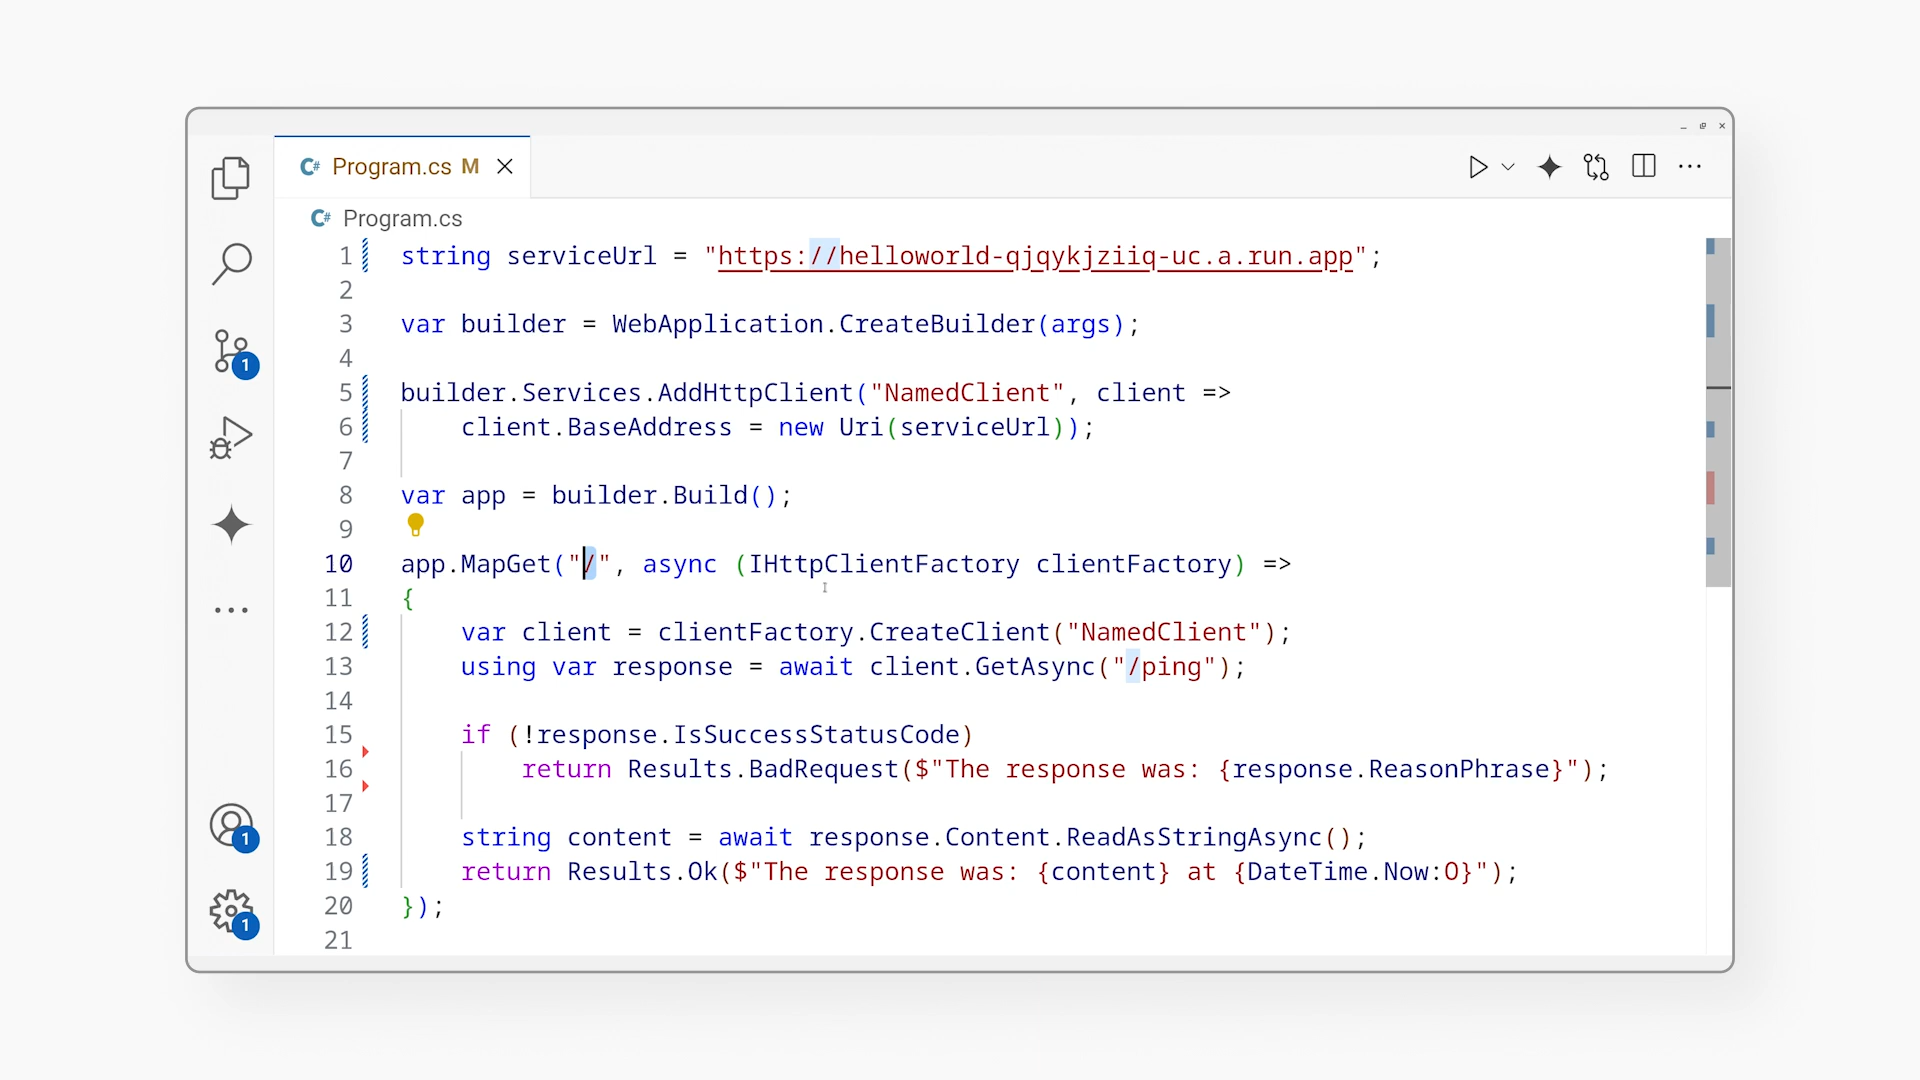 C# Program.cs M
C# Program.cs
1 string serviceUrl = "https://helloworld-qjqykjziiq-uc.a.run.app";
2
3 var builder = WebApplication.CreateBuilder(args);
4
5 builder.Services.AddHttpClient("NamedClient", client =>
6 client.BaseAddress = new Uri(serviceUrl));
7
8 var app = builder.Build();
9
10 app.MapGet("/", async (IHttpClientFactory clientFactory) =>
11 {
12 var client = clientFactory.CreateClient("NamedClient");
13 using var response = await client.GetAsync("/ping");
14
15 if (!response.IsSuccessStatusCode)
16 return Results.BadRequest($"The response was: {response.ReasonPhrase}");
17
18 string content = await response.Content.ReadAsStringAsync();
19 return Results.Ok($"The response was: {content} at {DateTime.Now:O}");
20 });
21
1
1
1